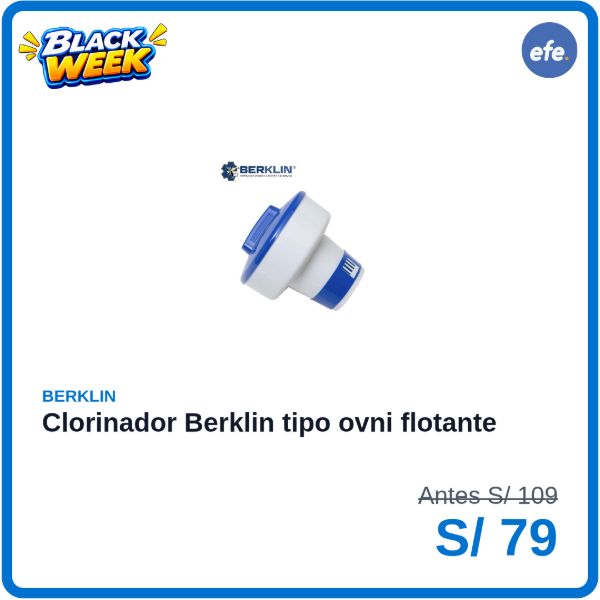 BLACK
WEEK
efe.
BERKLIN®
BERKLIN
Clorinador Berklin tipo ovni flotante
Antes S/ 109
S/ 79